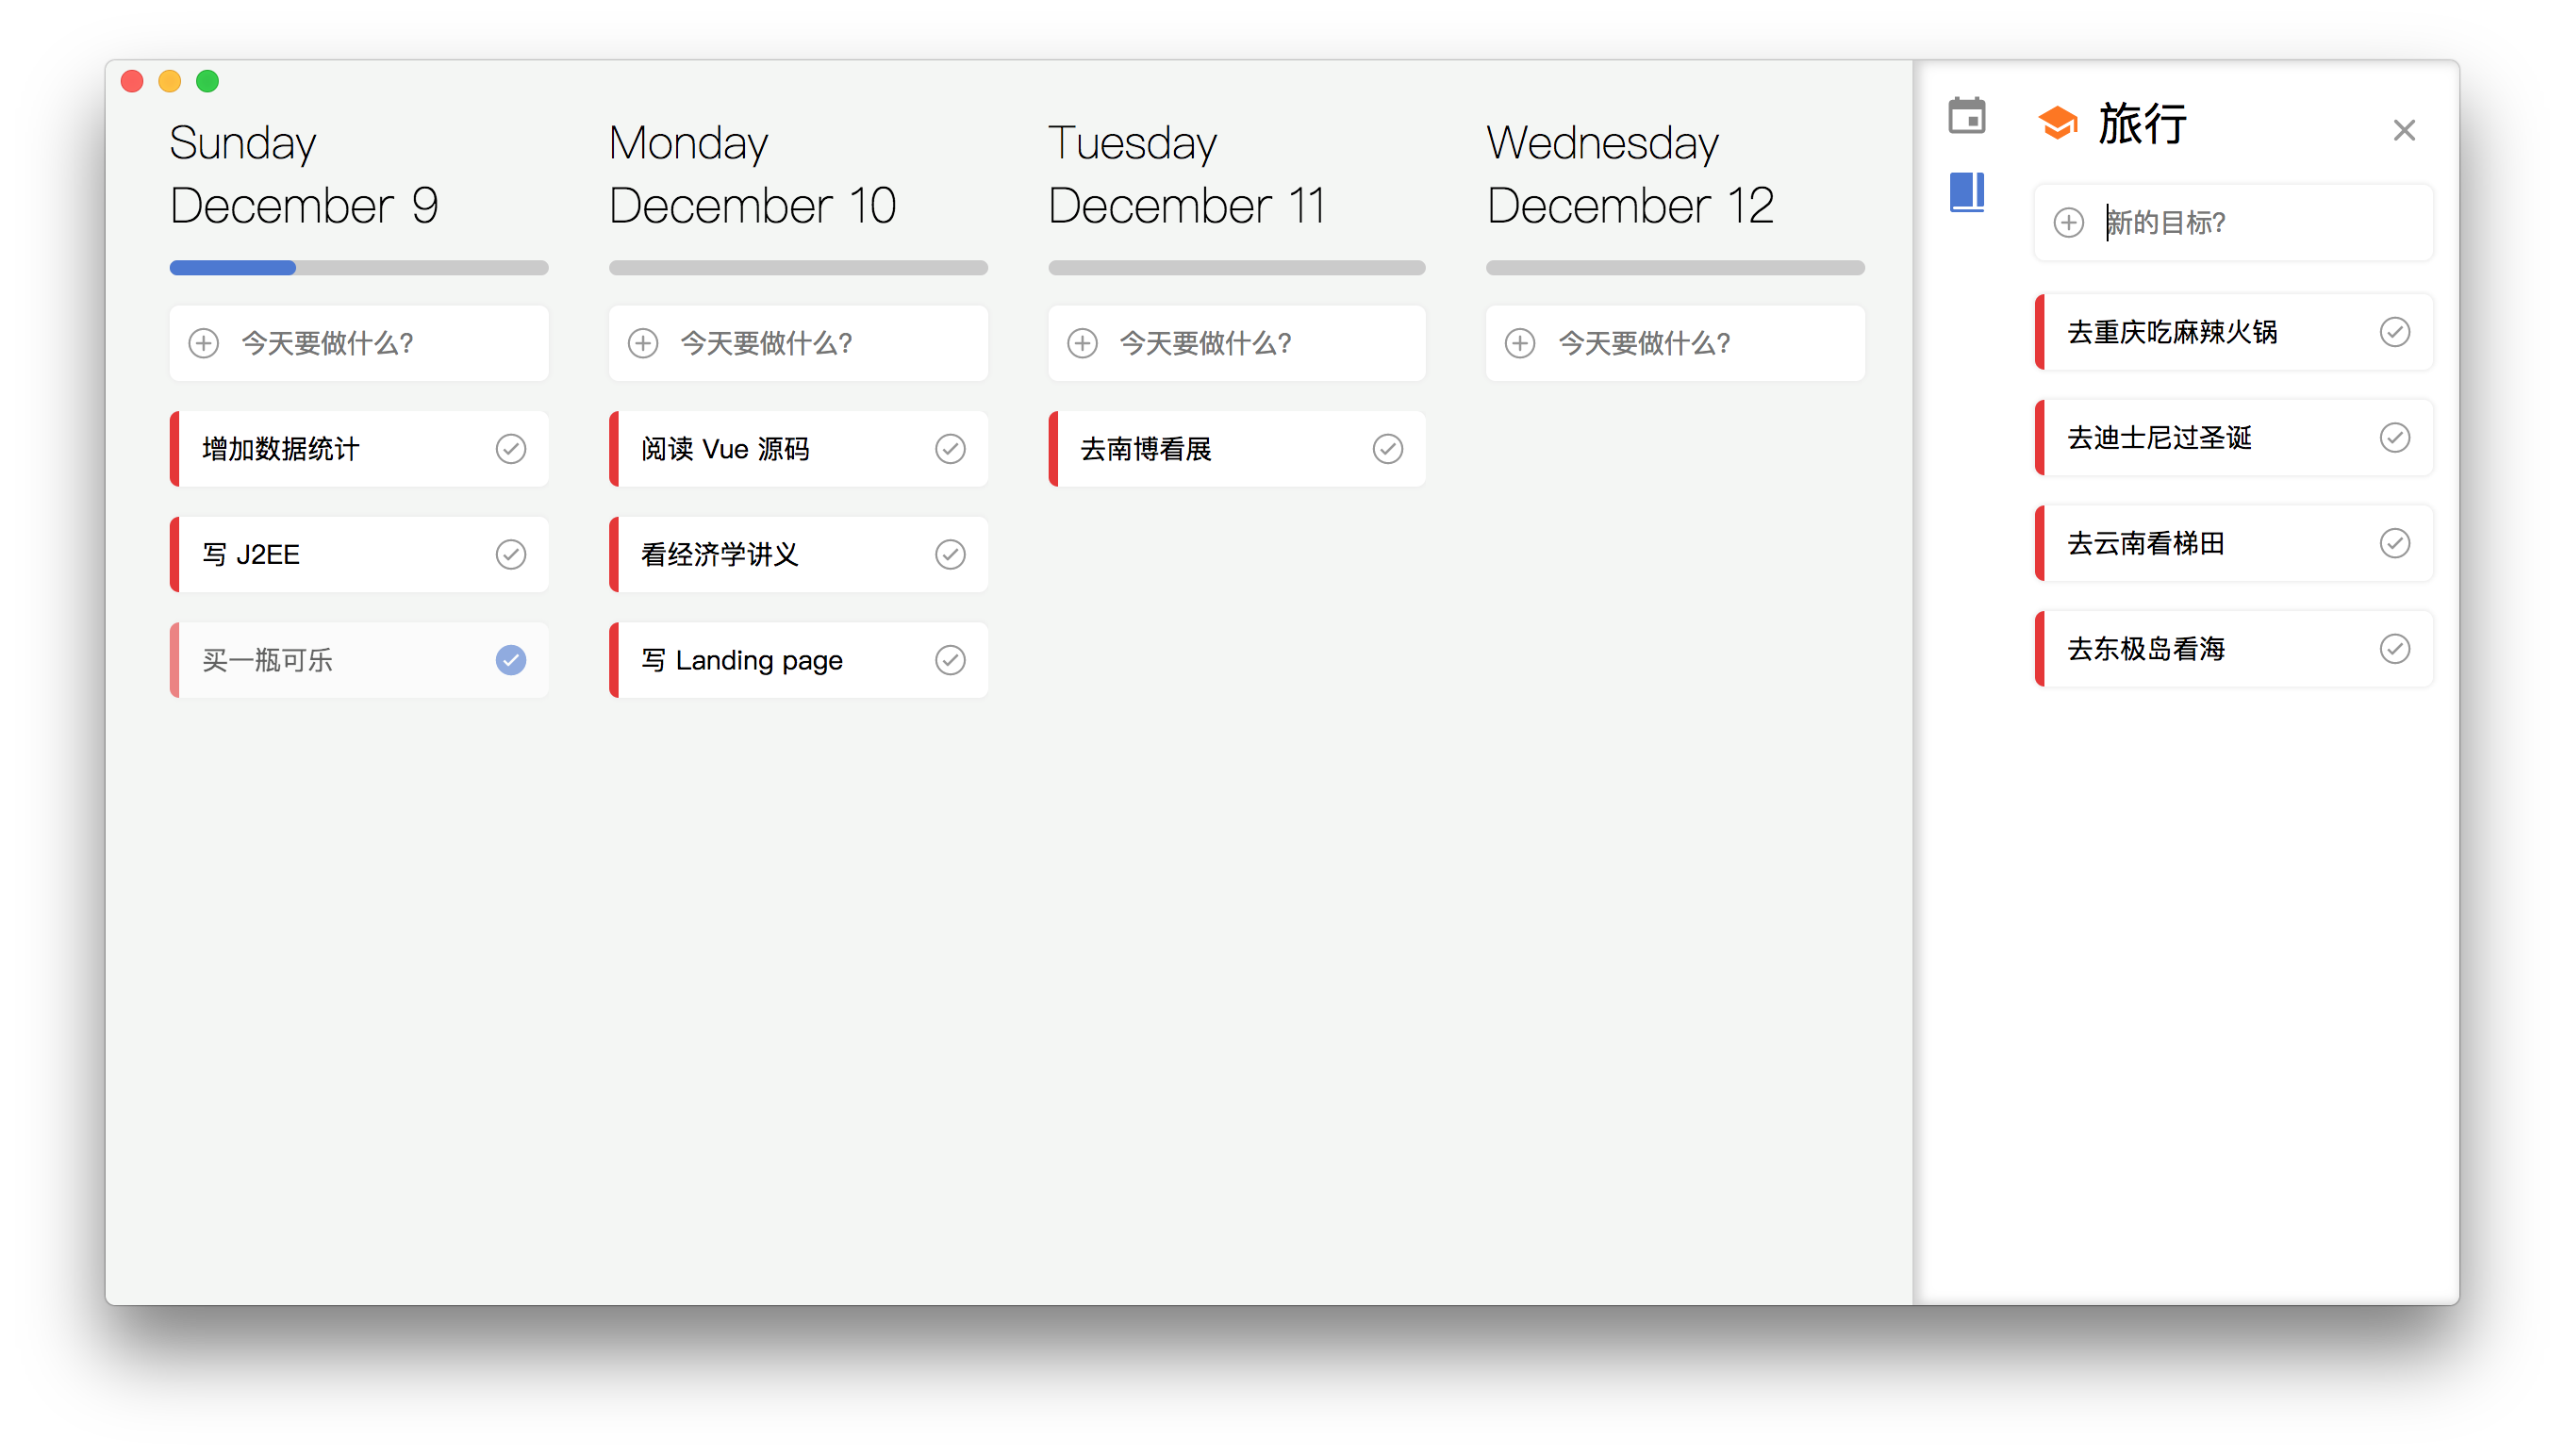 Sunday
December 9
今天要做什么?
增加数据统计
写 J2EE
买一瓶可乐
Monday
December 10
今天要做什么?
阅读 Vue 源码
看经济学讲义
写 Landing page
Tuesday
December 11
今天要做什么?
去南博看展
Wednesday
December 12
今天要做什么?
旅行
新的目标?
去重庆吃麻辣火锅
去迪士尼过圣诞
去云南看梯田
去东极岛看海